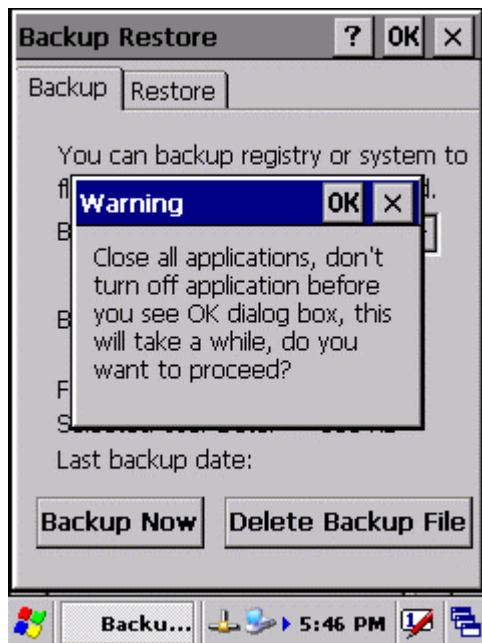 Backup Restore ? OK ×
Backup Restore
You can backup registry or system to
Warning OK ×
Close all applications, don't
turn off application before
you see OK dialog box, this
will take a while, do you
want to proceed?
Last backup date:
Backup Now Delete Backup File
Backu... 5:46 PM